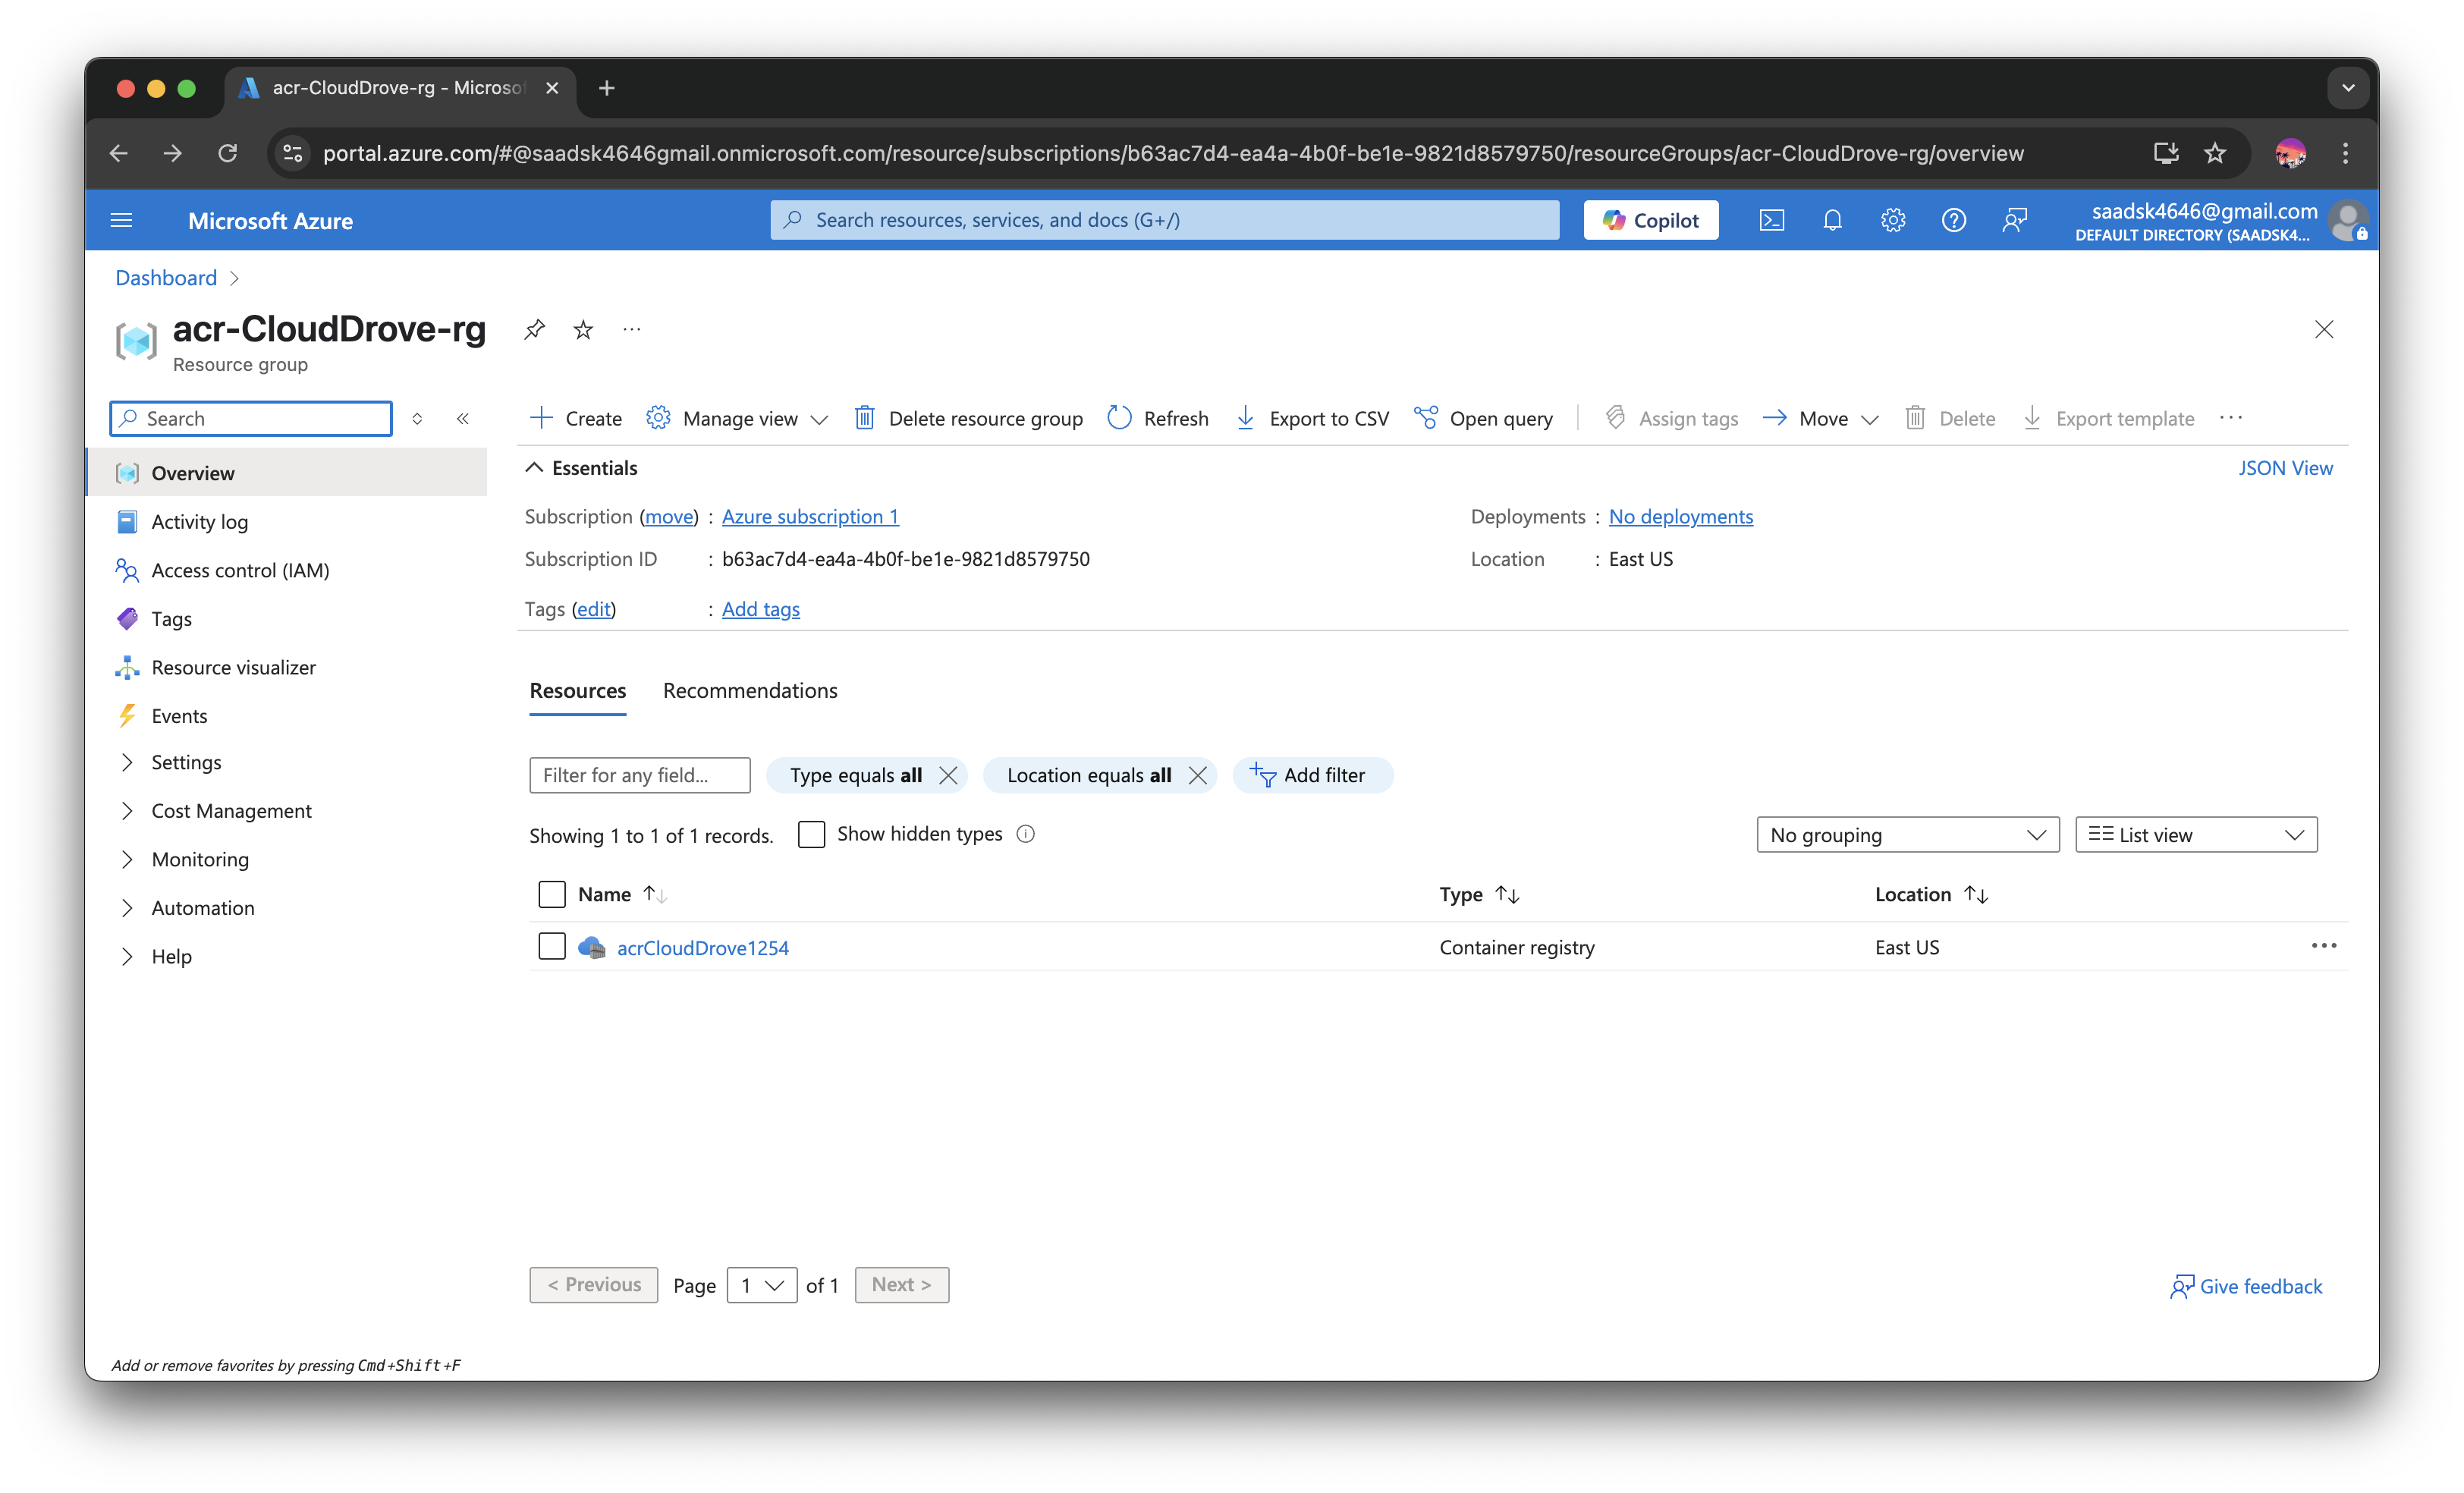 acr-CloudDrove-rg - Microso
portal.azure.com/#@saadsk4646gmail.onmicrosoft.com/resource/subscriptions/b63ac7d4-ea4a-4b0f-be1e-9821d8579750/resourceGroups/acr-CloudDrove-rg/overview
Microsoft Azure
Search resources, services, and docs (G+/)
Copilot
saadsk4646@gmail.com
DEFAULT DIRECTORY (SAADSK4...
Dashboard
acr-CloudDrove-rg
Resource group
Search
Create Manage view Delete resource group Refresh Export to CSV Open query Assign tags Move Delete Export template
Overview
Activity log
Access control (IAM)
Tags
Resource visualizer
Events
Settings
Cost Management
Monitoring
Automation
Help
Essentials
JSON View
Subscription (move) : Azure subscription 1
Subscription ID : b63ac7d4-ea4a-4b0f-be1e-9821d8579750
Tags (edit) : Add tags
Deployments : No deployments
Location : East US
Resources Recommendations
Filter for any field... Type equals all Location equals all Add filter
Showing 1 to 1 of 1 records. Show hidden types No grouping List view
Name Type Location
acrCloudDrove1254 Container registry East US
< Previous Page 1 of 1 Next >
Give feedback
Add or remove favorites by pressing Cmd+Shift+F